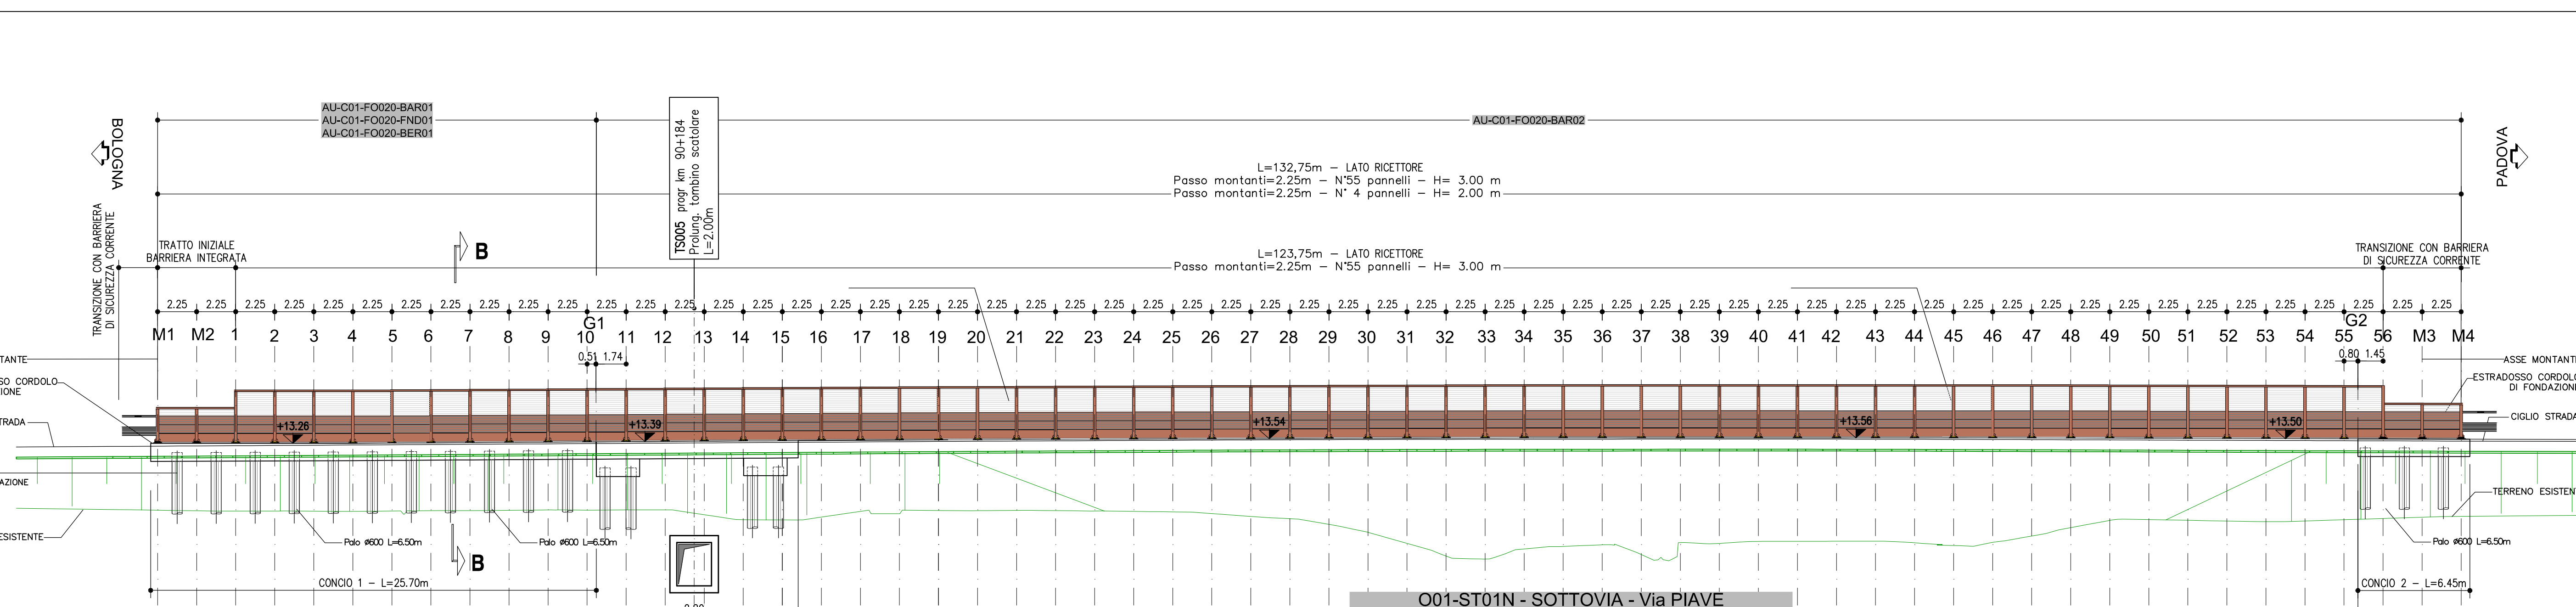 AU-C01-FO020-BAR01
AU-C01-FO020-FND01
AU-C01-FO020-BER01
AU-C01-FO020-BAR02
BOLOGNA
PADOVA
TS005 progr km 90+184
Prolung. tombino scatolare
L=2.00m
L=132,75m – LATO RICETTORE
Passo montanti=2.25m – N°55 pannelli – H= 3.00 m
Passo montanti=2.25m – N° 4 pannelli – H= 2.00 m
TRANSIZIONE CON BARRIERA
DI SICUREZZA CORRENTE
TRATTO INIZIALE
BARRIERA INTEGRATA
B
L=123,75m – LATO RICETTORE
Passo montanti=2.25m – N°55 pannelli – H= 3.00 m
TRANSIZIONE CON BARRIERA
DI SICUREZZA CORRENTE
2.25 2.25 2.25 2.25 2.25 2.25 2.25 2.25 2.25 2.25 2.25 2.25 2.25 2.25 2.25 2.25 2.25 2.25 2.25 2.25 2.25 2.25 2.25 2.25 2.25 2.25 2.25 2.25 2.25 2.25 2.25 2.25 2.25 2.25 2.25 2.25 2.25 2.25 2.25 2.25 2.25 2.25 2.25 2.25 2.25 2.25 2.25 2.25 2.25 2.25 2.25 2.25 2.25 2.25 2.25 2.25 2.25 2.25 2.25
G1 G2
M1 M2 1 2 3 4 5 6 7 8 9 10 11 12 13 14 15 16 17 18 19 20 21 22 23 24 25 26 27 28 29 30 31 32 33 34 35 36 37 38 39 40 41 42 43 44 45 46 47 48 49 50 51 52 53 54 55 56 M3 M4
0.51 1.74
0.80 1.45
TANTE
SO CORDOLO
IONE
TRADA
ASSE MONTANT
ESTRADOSSO CORDOLO
DI FONDAZIONE
CIGLIO STRADA
+13.26
+13.39
+13.54
+13.56
+13.50
AZIONE
ESISTENTE
TERRENO ESISTEN
Palo ø600 L=6.50m
Palo ø600 L=6.50m
Palo ø600 L=6.50m
B
CONCIO 1 – L=25.70m
CONCIO 2 – L=6.45m
O01-ST01N - SOTTOVIA - Via PIAVE